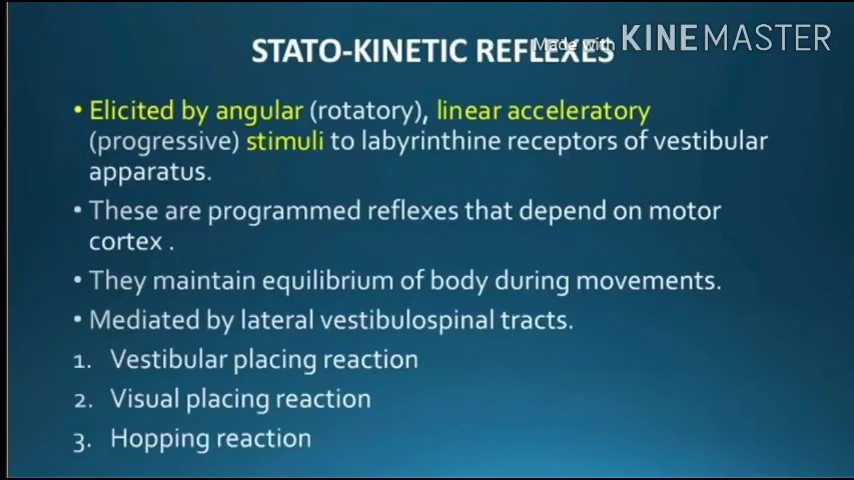 Made with KINEMASTER
STATO-KINETIC REFLEXES
• Elicited by angular (rotatory), linear acceleratory
(progressive) stimuli to labyrinthine receptors of vestibular
apparatus.
• These are programmed reflexes that depend on motor
cortex .
• They maintain equilibrium of body during movements.
• Mediated by lateral vestibulospinal tracts.
1. Vestibular placing reaction
2. Visual placing reaction
3. Hopping reaction